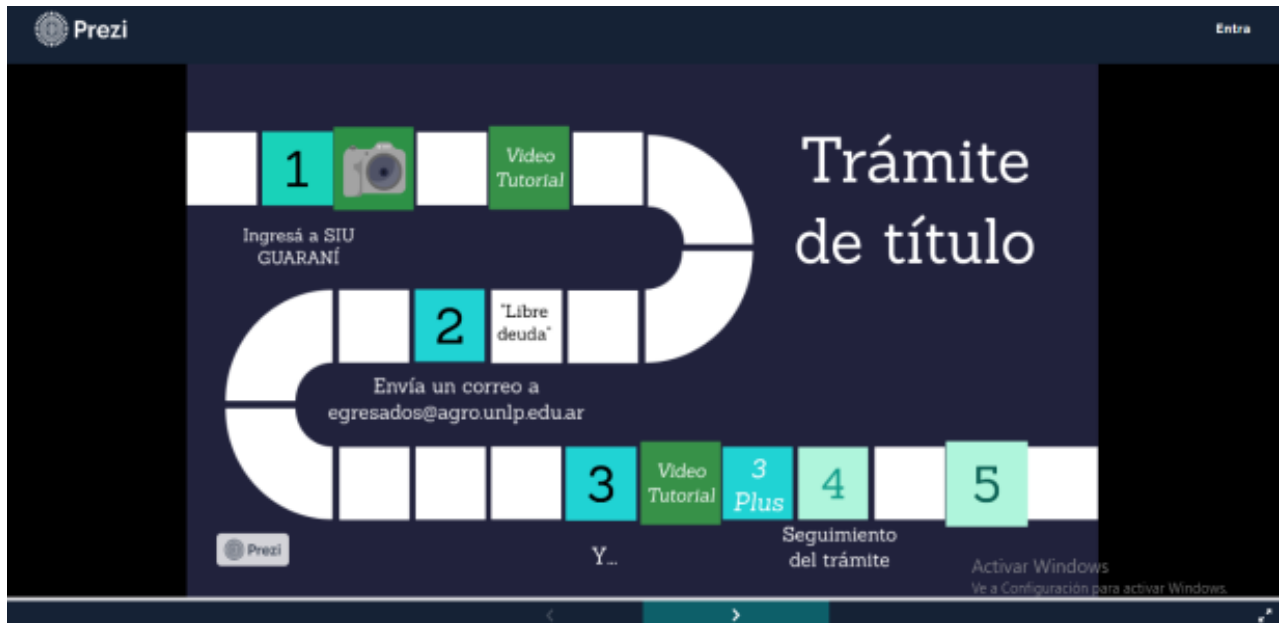 Prezi
Entra
Trámite
de título
1
Video
Tutorial
Ingresá a SIU
GUARANÍ
2
"Libre
deuda"
Envía un correo a
egresados@agro.unlp.edu.ar
3
Video
Tutorial
3
Plus
4
5
Y...
Seguimiento
del trámite
Prezi
Activar Windows
Ve a Configuración para activar Windows.